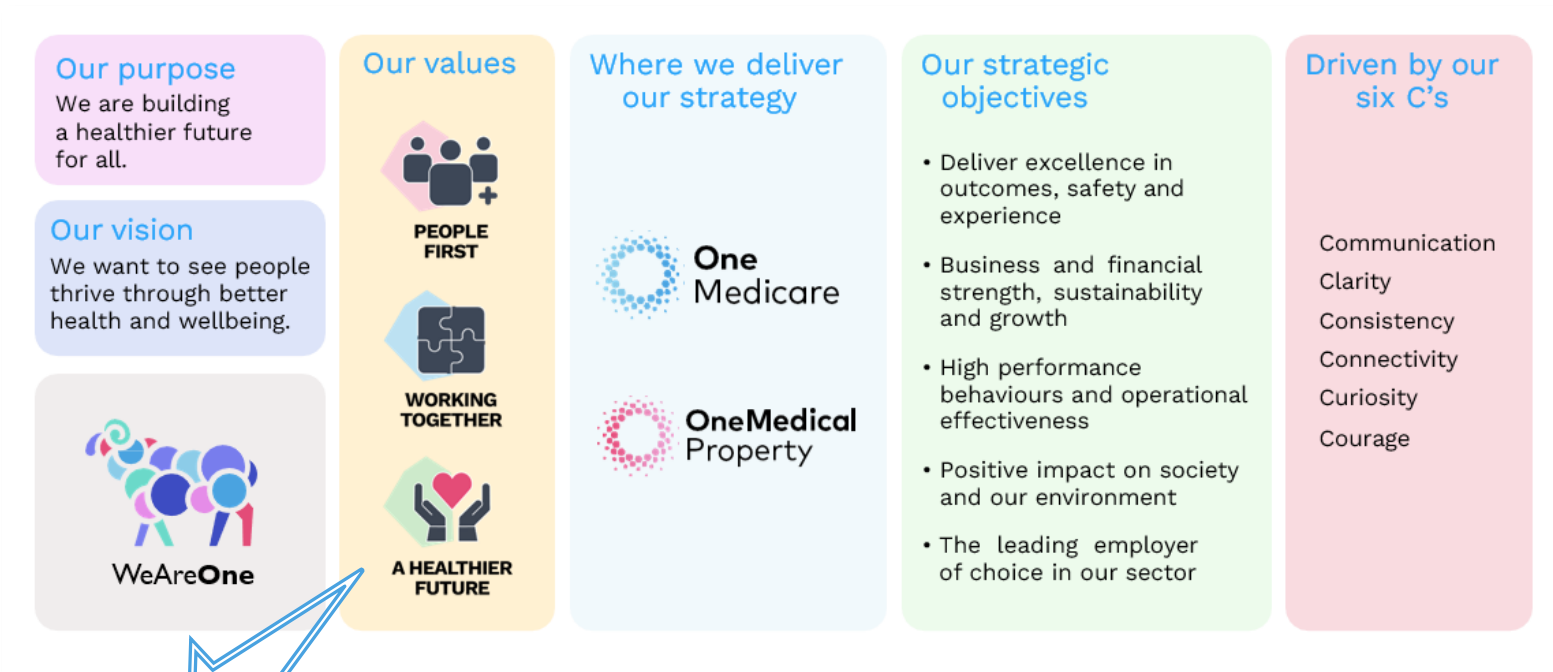 Our purpose
We are building
a healthier future
for all.
Our vision
We want to see people
thrive through better
health and wellbeing.
WeAreOne
Our values
PEOPLE
FIRST
WORKING
TOGETHER
A HEALTHIER
FUTURE
Where we deliver
our strategy
One
Medicare
OneMedical
Property
Our strategic
objectives
• Deliver excellence in
outcomes, safety and
experience
• Business and financial
strength, sustainability
and growth
• High performance
behaviours and operational
effectiveness
• Positive impact on society
and our environment
• The leading employer
of choice in our sector
Driven by our
six C’s
Communication
Clarity
Consistency
Connectivity
Curiosity
Courage